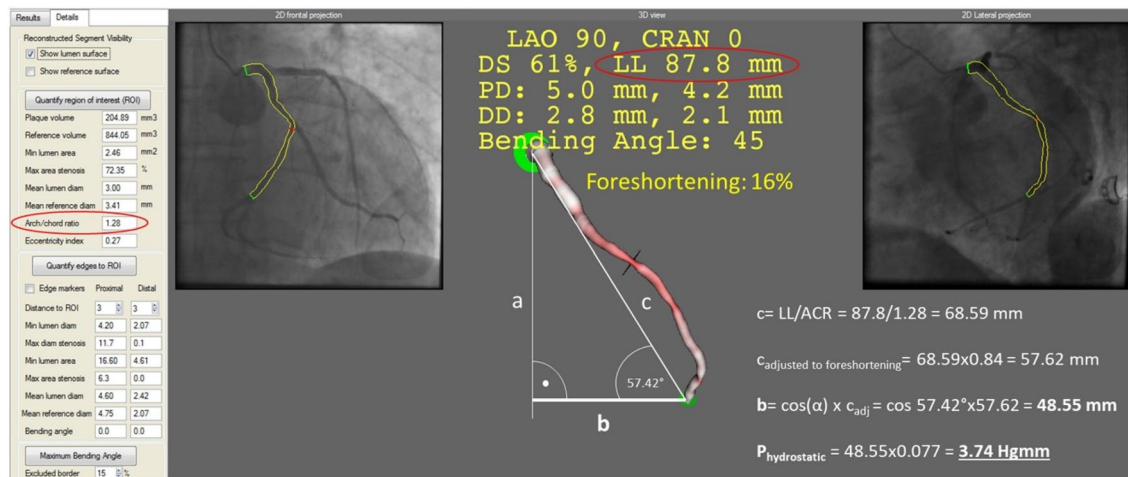 Results Details
Reconstructed Segment Visibility
Show lumen surface
Show reference surface
Quantify region of interest (ROI)
Plaque volume 204.89 mm3
Reference volume 844.05 mm3
Min lumen area 2.46 mm2
Max area stenosis 72.35 %
Mean lumen diam 3.00 mm
Mean reference diam 3.41 mm
Arch/chord ratio 1.28
Eccentricity index 0.27
Quantify edges to ROI
Edge markers Proximal Distal
Distance to ROI 3 3
Min lumen diam 4.20 2.07
Max diam stenosis 11.7 0.1
Min lumen area 16.60 4.61
Max area stenosis 6.3 0.0
Mean lumen diam 4.60 2.42
Mean reference diam 4.75 2.07
Bending angle 0.0 0.0
Maximum Bending Angle
Excluded border 15 %
2D frontal projection
3D view
LAO 90, CRAN 0
DS 61%, LL 87.8 mm
PD: 5.0 mm, 4.2 mm
DD: 2.8 mm, 2.1 mm
Bending Angle: 45
Foreshortening: 16%
a
c
57.42°
b
2D Lateral projection
c= LL/ACR = 87.8/1.28 = 68.59 mm
c adjusted to foreshortening= 68.59x0.84 = 57.62 mm
b= cos(α) x c adj= cos 57.42°x57.62 = 48.55 mm
P hydrostatic = 48.55x0.077 = 3.74 Hgmm